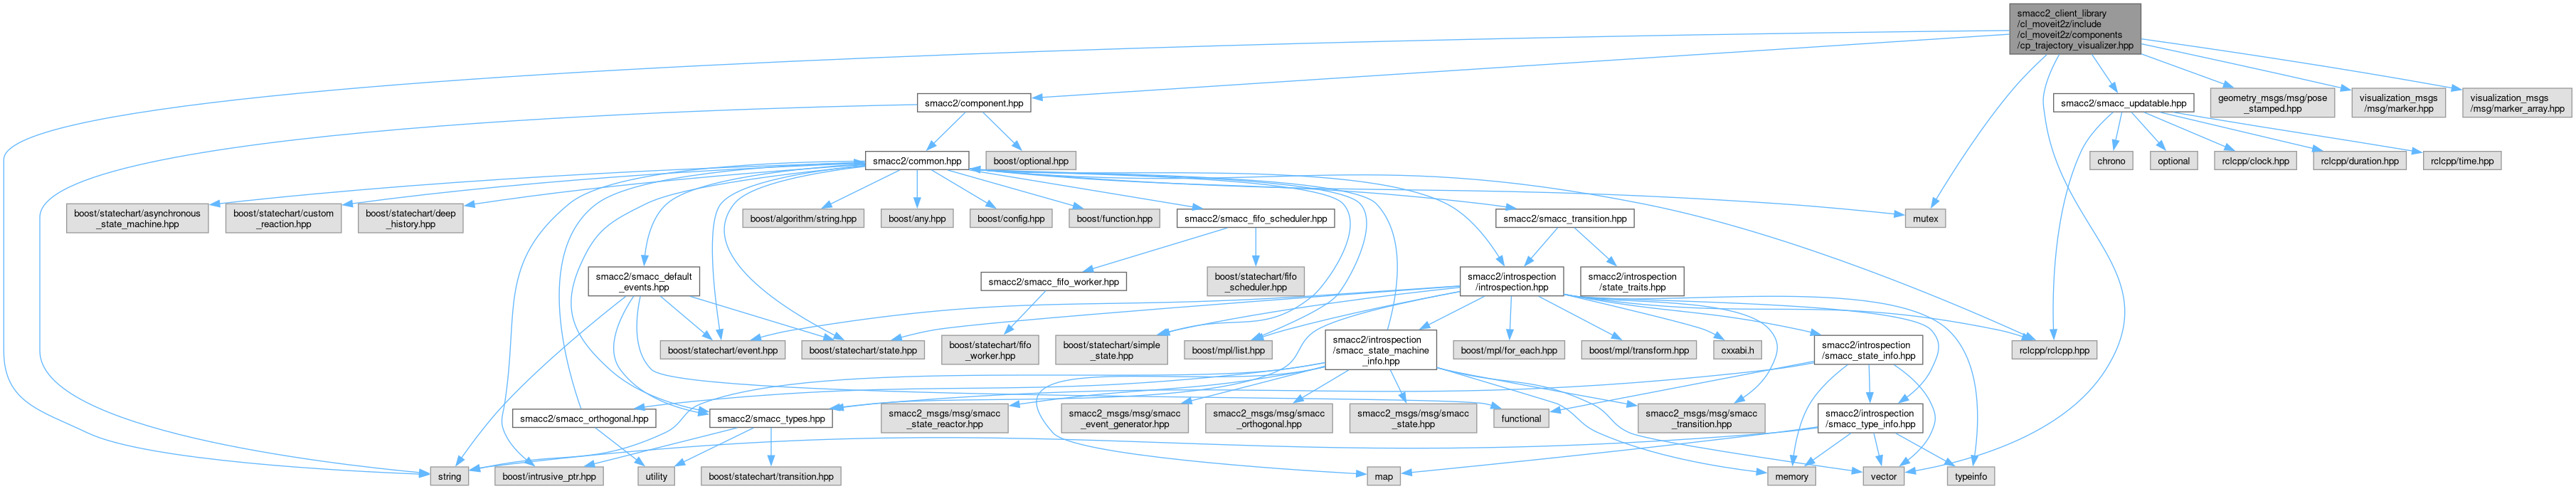 smacc2_client_library
/cl_moveit2z/include
/cl_moveit2z/components
/cp_trajectory_visualizer.hpp
smacc2/component.hpp
smacc2/smacc_updatable.hpp
geometry_msgs/msg/pose
_stamped.hpp
visualization_msgs
/msg/marker.hpp
visualization_msgs
/msg/marker_array.hpp
smacc2/common.hpp
boost/optional.hpp
chrono
optional
rclcpp/clock.hpp
rclcpp/duration.hpp
rclcpp/time.hpp
boost/statechart/asynchronous
_state_machine.hpp
boost/statechart/custom
_reaction.hpp
boost/statechart/deep
_history.hpp
boost/algorithm/string.hpp
boost/any.hpp
boost/config.hpp
boost/function.hpp
smacc2/smacc_fifo_scheduler.hpp
smacc2/smacc_transition.hpp
mutex
smacc2/smacc_default
_events.hpp
smacc2/smacc_fifo_worker.hpp
boost/statechart/fifo
_scheduler.hpp
smacc2/introspection
/introspection.hpp
smacc2/introspection
/state_traits.hpp
boost/statechart/event.hpp
boost/statechart/state.hpp
boost/statechart/fifo
_worker.hpp
boost/statechart/simple
_state.hpp
boost/mpl/list.hpp
smacc2/introspection
/smacc_state_machine
_info.hpp
boost/mpl/for_each.hpp
boost/mpl/transform.hpp
cxxabi.h
smacc2/introspection
/smacc_state_info.hpp
rclcpp/rclcpp.hpp
smacc2/smacc_orthogonal.hpp
smacc2/smacc_types.hpp
smacc2_msgs/msg/smacc
_state_reactor.hpp
functional
smacc2_msgs/msg/smacc
_event_generator.hpp
smacc2_msgs/msg/smacc
_orthogonal.hpp
smacc2_msgs/msg/smacc
_state.hpp
smacc2_msgs/msg/smacc
_transition.hpp
smacc2/introspection
/smacc_type_info.hpp
string
boost/intrusive_ptr.hpp
utility
boost/statechart/transition.hpp
map
memory
vector
typeinfo